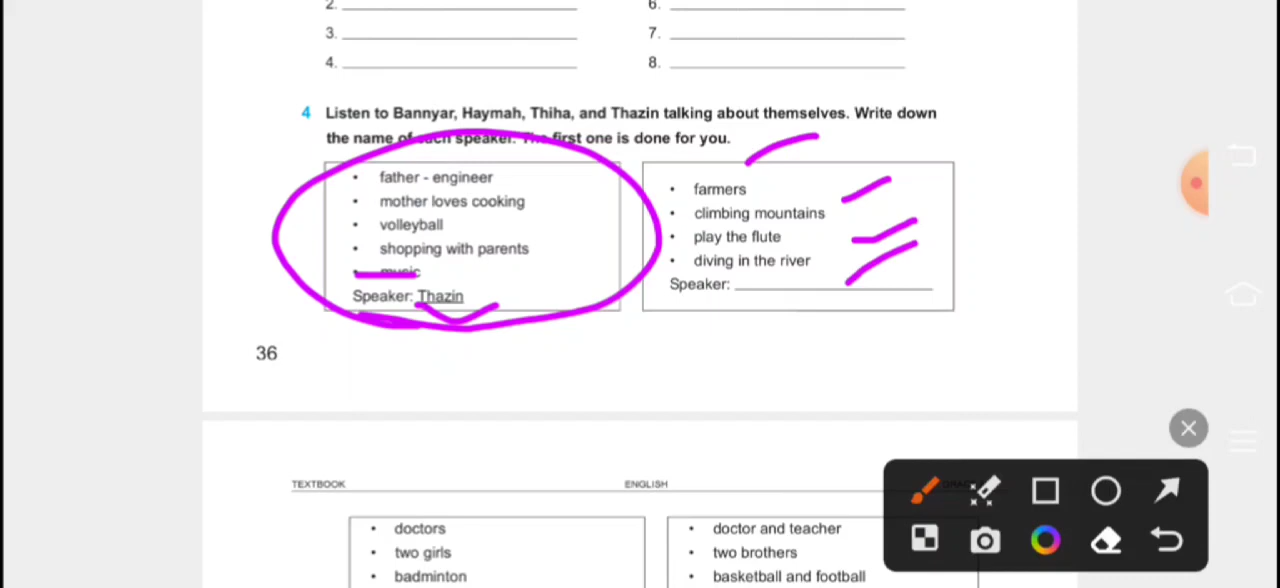 2. 6.
3. 7.
4. 8.
4 Listen to Bannyar, Haymah, Thiha, and Thazin talking about themselves. Write down
the name of each speaker. The first one is done for you.
• father - engineer
• mother loves cooking
• volleyball
• shopping with parents
• music
Speaker: Thazin
• farmers
• climbing mountains
• play the flute
• diving in the river
Speaker:
36
TEXTBOOK ENGLISH
• doctors
• two girls
• badminton
• doctor and teacher
• two brothers
• basketball and football